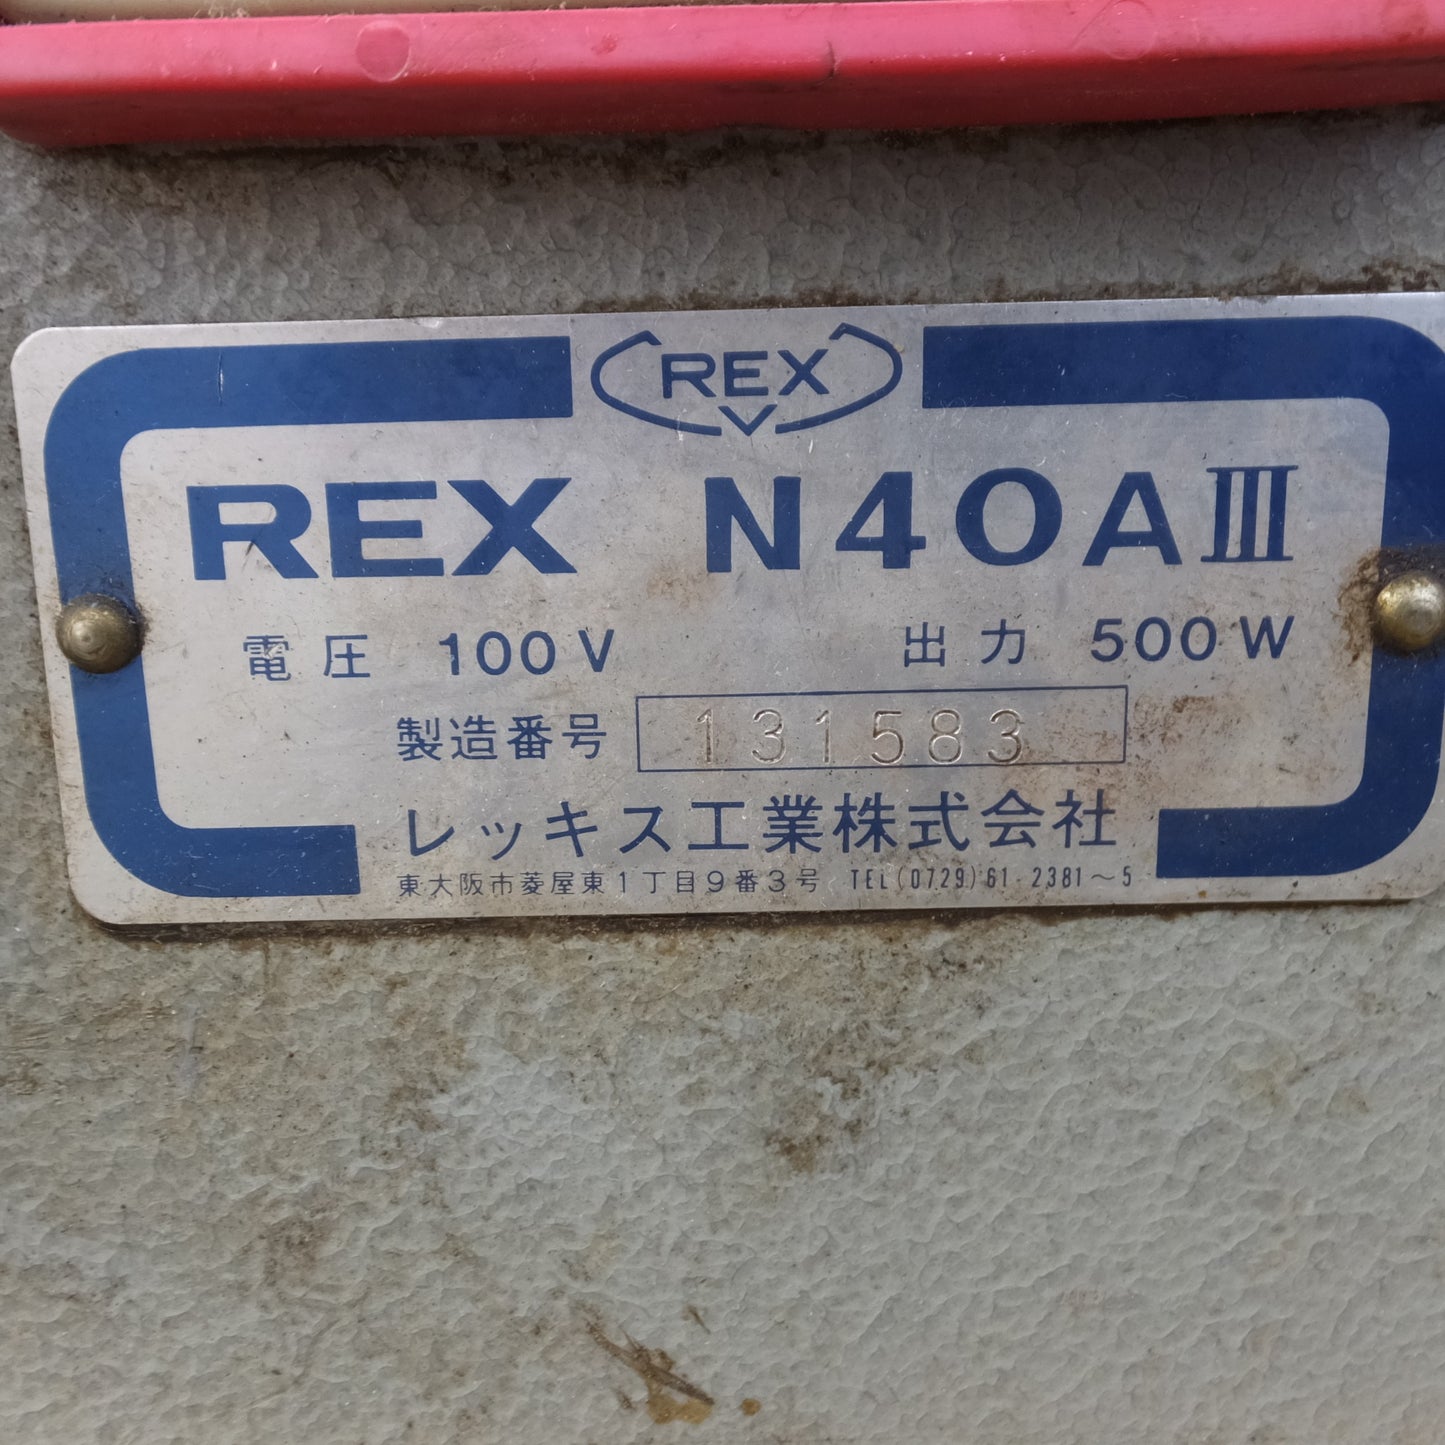 REX
REX N40AⅢ
電圧 100V 出力 500W
製造番号 131583
レッキス工業株式会社
東大阪市菱屋東1丁目9番3号 TEL(0729)61-2381～5